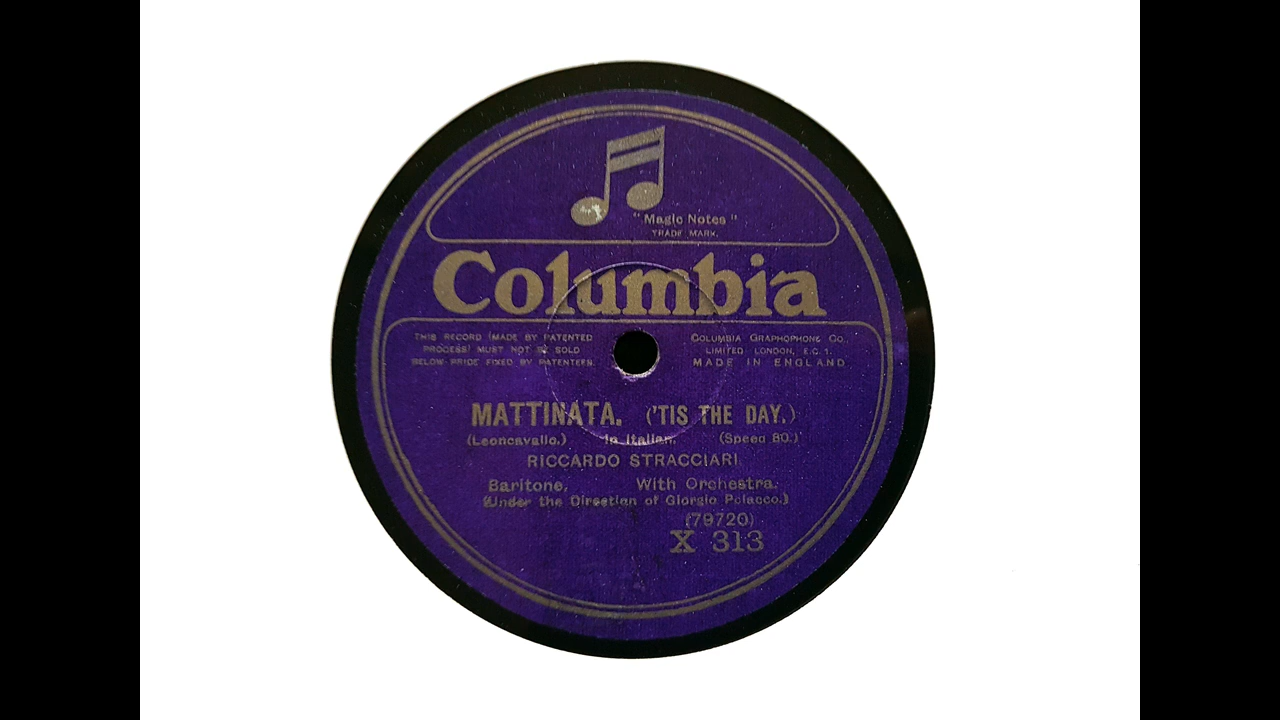 "Magic Notes"
TRADE MARK.
Columbia
THIS RECORD (MADE BY PATENTED
PROCESS) MUST NOT BE SOLD
BELOW PRICE FIXED BY PATENTEES.
COLUMBIA GRAPHOPHONE CO.,
LIMITED LONDON, E.C. 1.
MADE IN ENGLAND
MATTINATA. ('TIS THE DAY.)
(Leoncavallo.) In Italian. (Speed 80.)
RICCARDO STRACCIARI
Baritone, With Orchestra.
(Under the Direction of Giorgio Polacco.)
(79720)
X 313